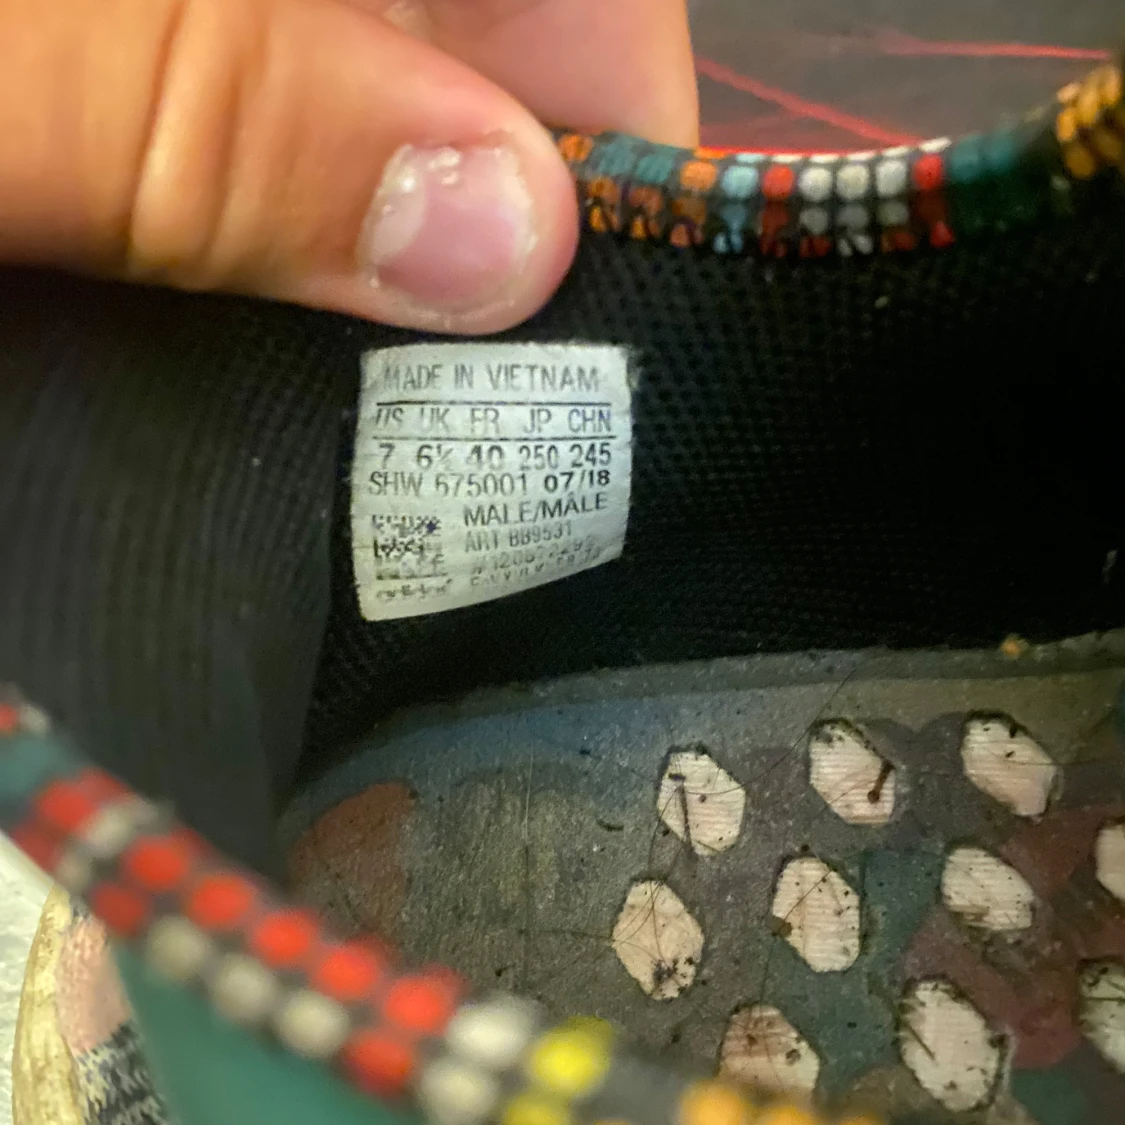 MADE IN VIETNAM
US UK FR JP CHN
7 6½ 40 250 245
SHW 675001 07/18
MALE/MÂLE
ART BB9531
adidas